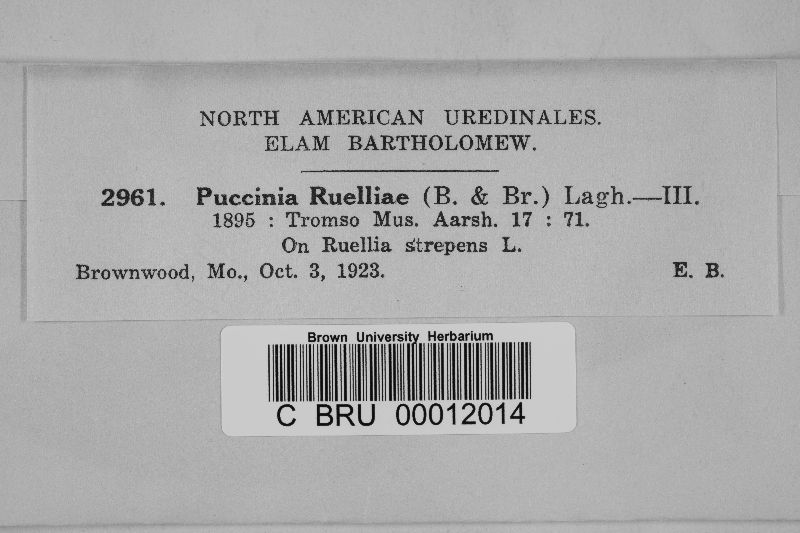 NORTH AMERICAN UREDINALES.
ELAM BARTHOLOMEW.
2961. Puccinia Ruelliae (B. & Br.) Lagh.—III.
1895 : Tromso Mus. Aarsh. 17 : 71.
On Ruellia strepens L.
Brownwood, Mo., Oct. 3, 1923. E. B.
Brown University Herbarium
C BRU 00012014